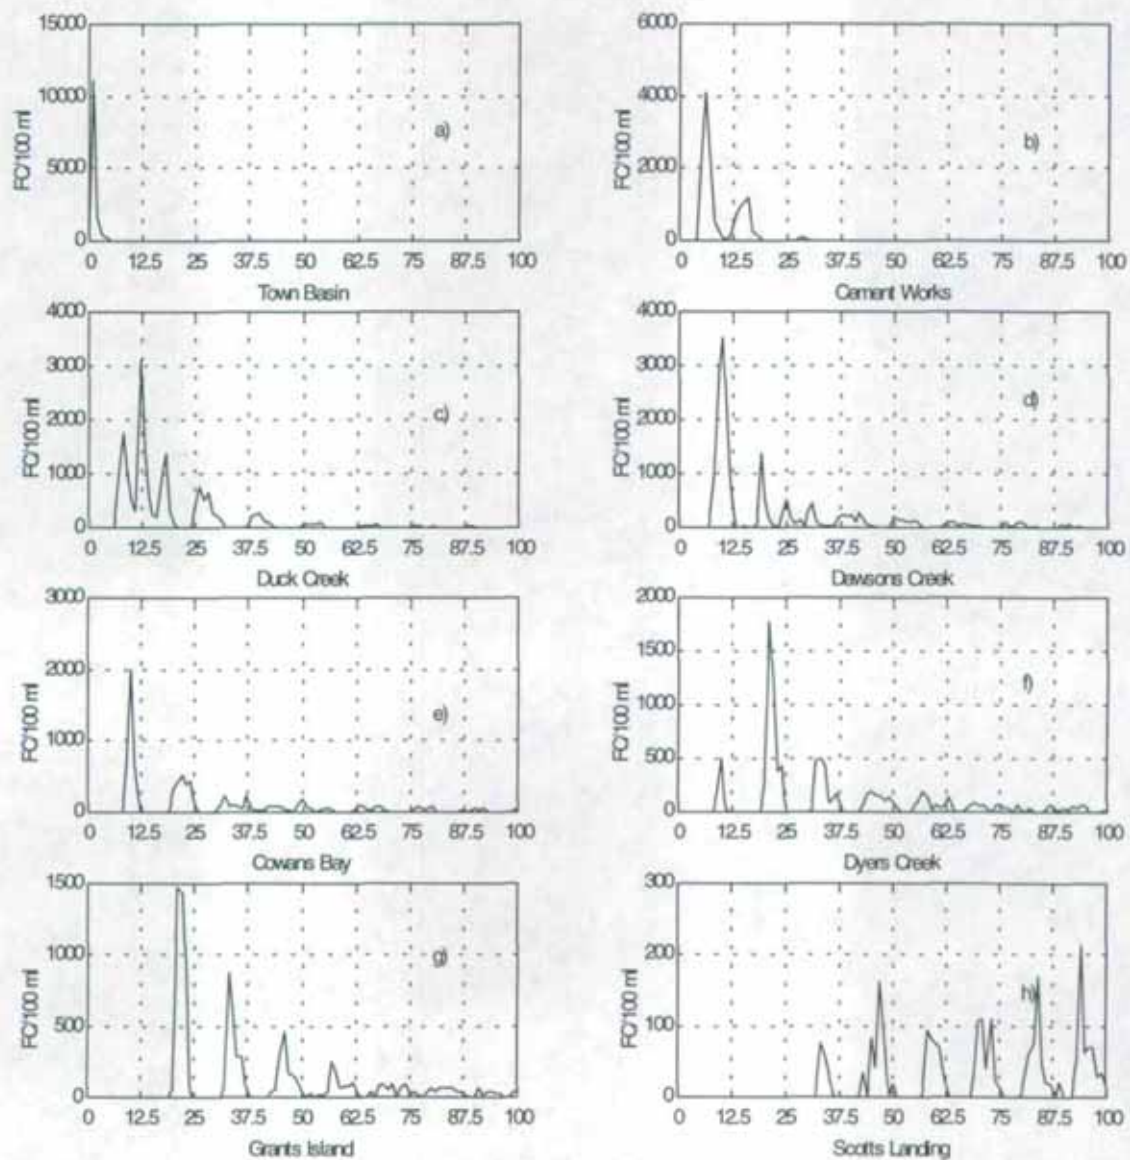 15000
10000
5000
0
FC/100 ml
a)
0 12.5 25 37.5 50 62.5 75 87.5 100
Town Basin
6000
4000
2000
0
FC/100 ml
b)
0 12.5 25 37.5 50 62.5 75 87.5 100
Cement Works
4000
3000
2000
1000
0
FC/100 ml
c)
0 12.5 25 37.5 50 62.5 75 87.5 100
Duck Creek
4000
3000
2000
1000
0
FC/100 ml
d)
0 12.5 25 37.5 50 62.5 75 87.5 100
Dawsons Creek
3000
2000
1000
0
FC/100 ml
e)
0 12.5 25 37.5 50 62.5 75 87.5 100
Cowans Bay
2000
1500
1000
500
0
FC/100 ml
f)
0 12.5 25 37.5 50 62.5 75 87.5 100
Dyers Creek
1500
1000
500
0
FC/100 ml
g)
0 12.5 25 37.5 50 62.5 75 87.5 100
Grants Island
300
200
100
0
FC/100 ml
h)
0 12.5 25 37.5 50 62.5 75 87.5 100
Scotts Landing